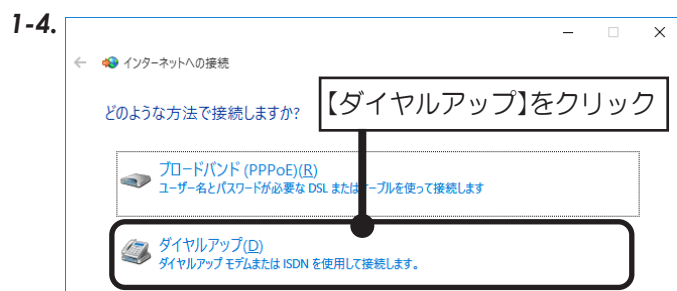 1-4.
インターネットへの接続
どのような方法で接続しますか?
【ダイヤルアップ】をクリック
ブロードバンド (PPPoE)(R)
ユーザー名とパスワードが必要な DSL またはケーブルを使って接続します
ダイヤルアップ(D)
ダイヤルアップ モデムまたは ISDN を使用して接続します。